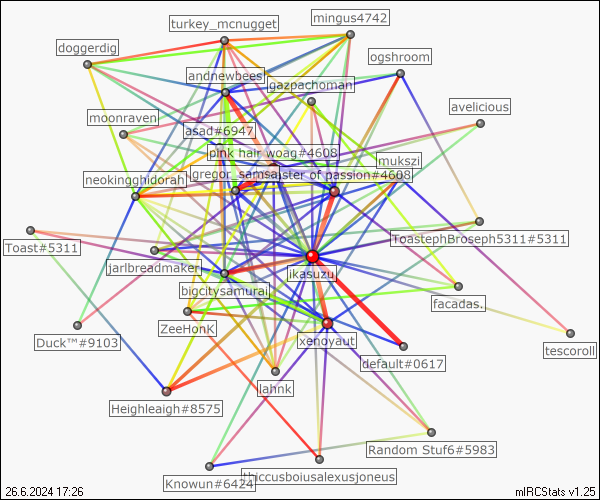 mingus4742
turkey_mcnugget
doggerdig
ogshroom
andnewbees
gazpachoman
avelicious
moonraven
asad#6947
pink hair woag#4608
mukszi
neokingghidorah
gregor_samsa
ster of passion#4608
ToastephBroseph5311#5311
Toast#5311
jarlbreadmaker
ikasuzu
bigcitysamurai
facadas.
ZeeHonK
xenoyaut
Duck™#9103
tescoroll
default#0617
lahnk
Heighleaigh#8575
Random Stuf6#5983
thiccusboiusalexusjoneus
Knowun#6424
26.6.2024 17:26
mIRCStats v1.25